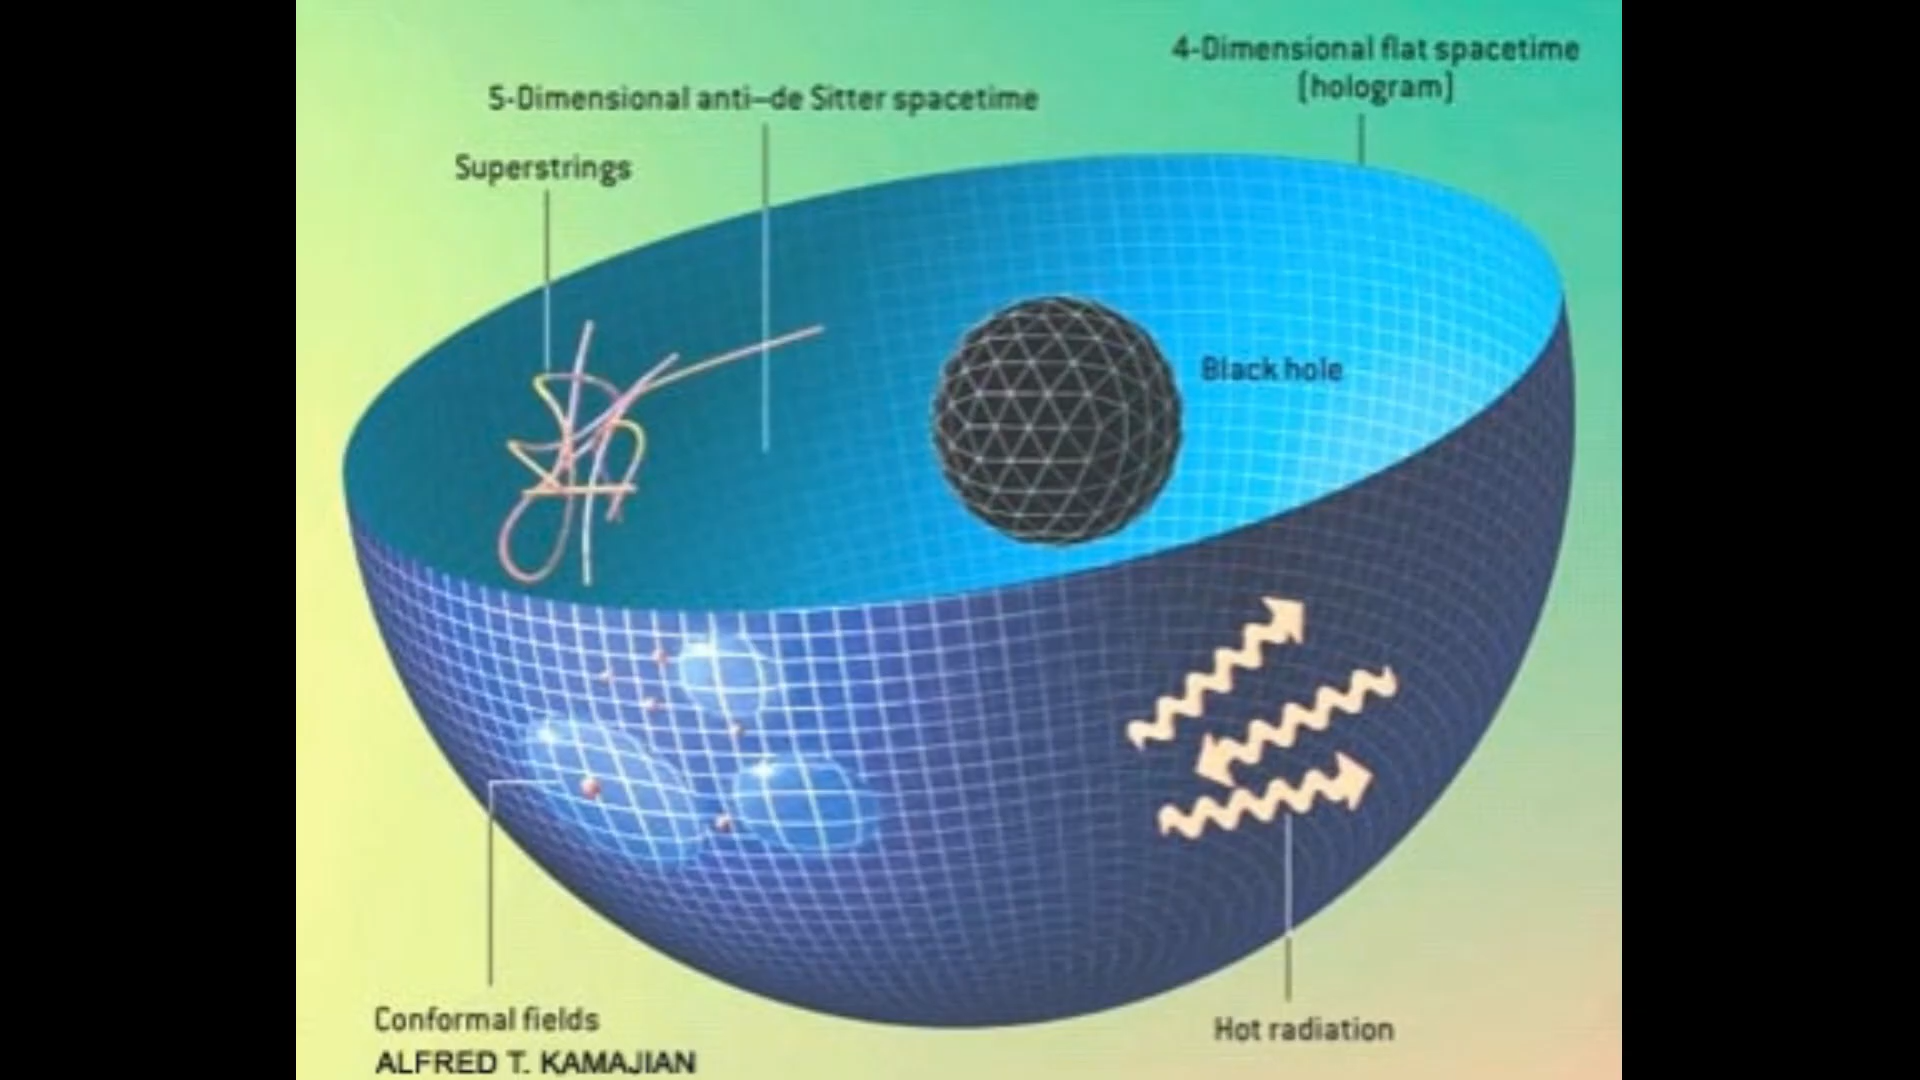 4-Dimensional flat spacetime
(hologram)
5-Dimensional anti–de Sitter spacetime
Superstrings
Black hole
Conformal fields
ALFRED T. KAMAJIAN
Hot radiation